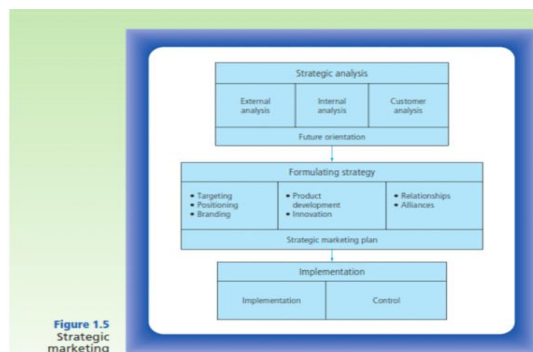 Strategic analysis
External
analysis
Internal
analysis
Customer
analysis
Future orientation
Formulating strategy
• Targeting
• Positioning
• Branding
• Product
development
• Innovation
• Relationships
• Alliances
Strategic marketing plan
Implementation
Implementation
Control
Figure 1.5
Strategic
marketing